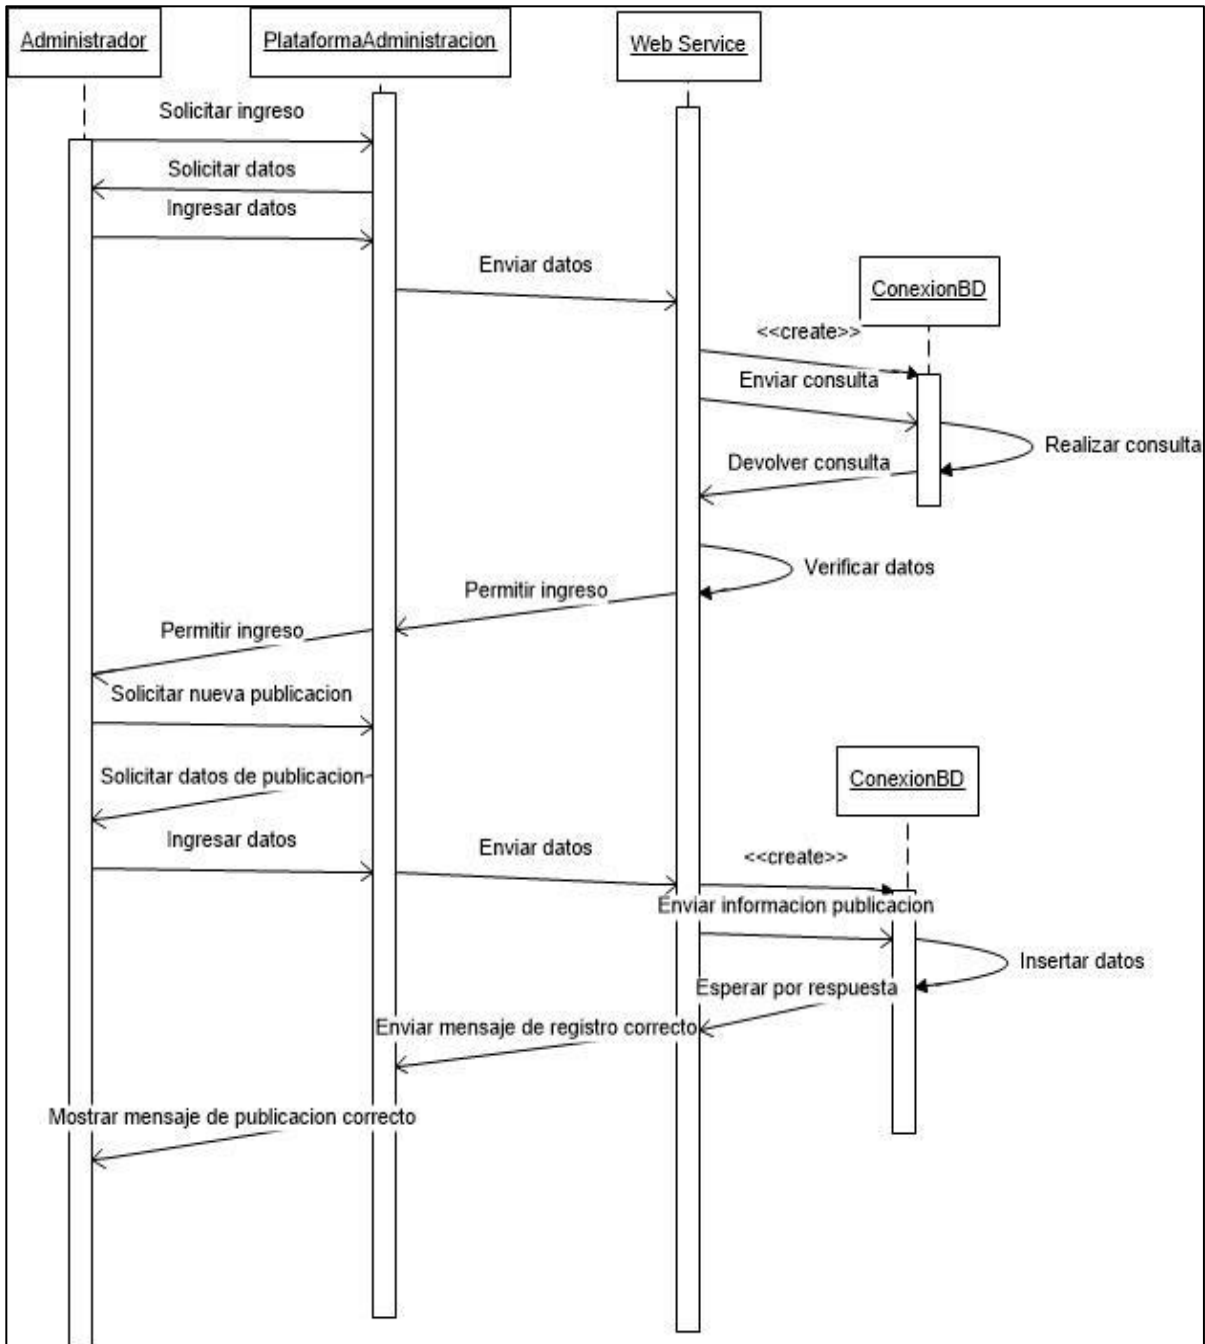 Administrador
PlataformaAdministracion
Web Service
Solicitar ingreso
Solicitar datos
Ingresar datos
Enviar datos
ConexionBD
<<create>>
Enviar consulta
Realizar consulta
Devolver consulta
Verificar datos
Permitir ingreso
Permitir ingreso
Solicitar nueva publicacion
Solicitar datos de publicacion
ConexionBD
Ingresar datos
Enviar datos
<<create>>
Enviar informacion publicacion
Insertar datos
Esperar por respuesta
Enviar mensaje de registro correcto
Mostrar mensaje de publicacion correcto